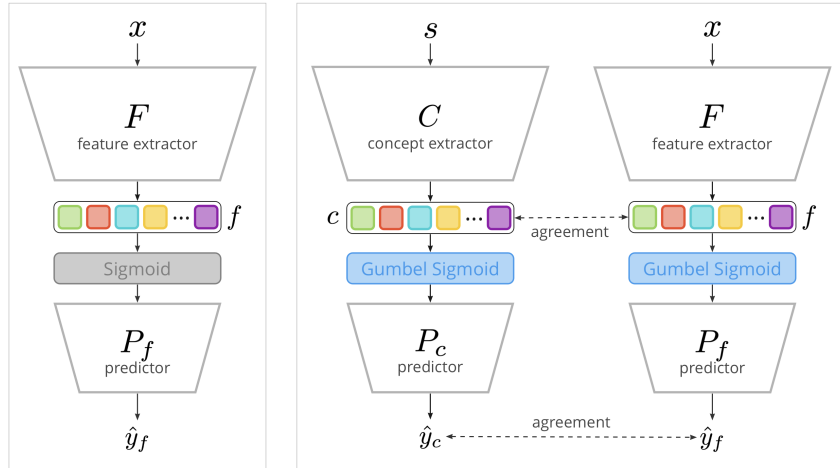 x
F
feature extractor
f
Sigmoid
P_f
predictor
ŷ_f
s
C
concept extractor
c
Gumbel Sigmoid
P_c
predictor
ŷ_c
agreement
agreement
x
F
feature extractor
f
Gumbel Sigmoid
P_f
predictor
ŷ_f